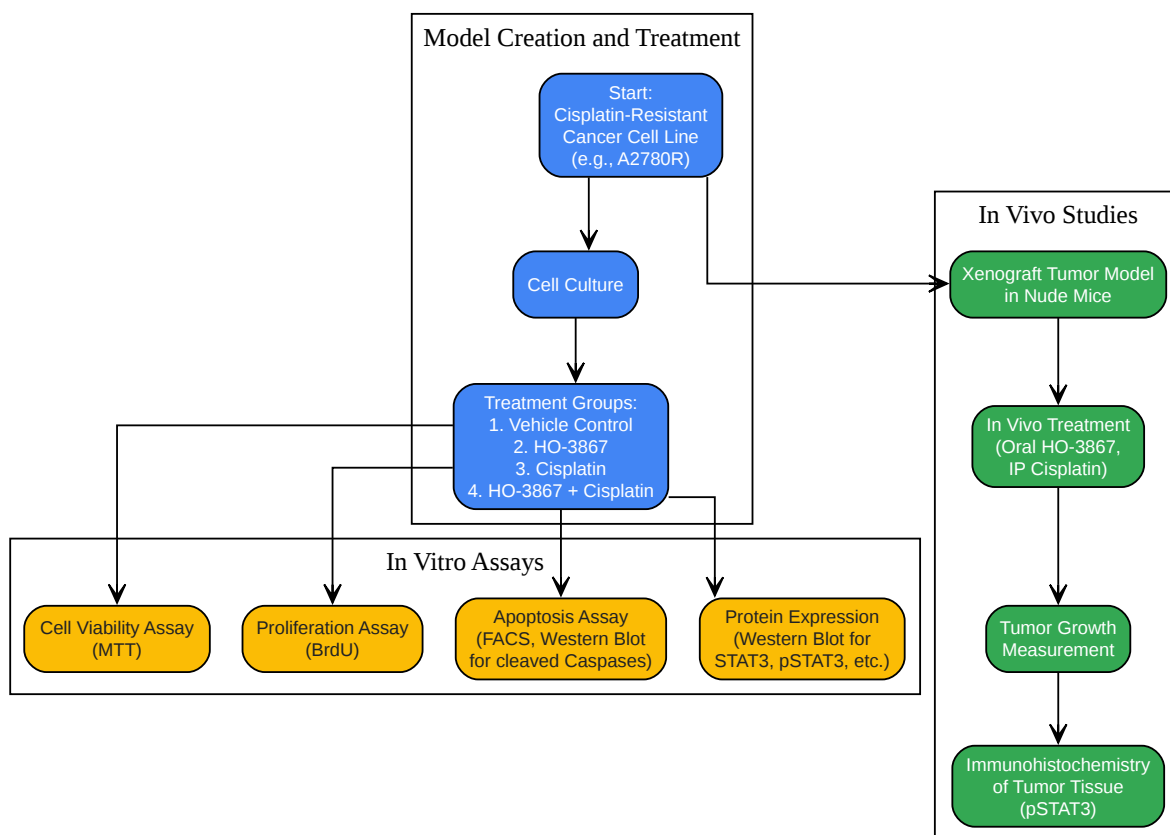 Model Creation and Treatment
Start:
Cisplatin-Resistant
Cancer Cell Line
(e.g., A2780R)
Cell Culture
Treatment Groups:
1. Vehicle Control
2. HO-3867
3. Cisplatin
4. HO-3867 + Cisplatin
In Vitro Assays
Cell Viability Assay
(MTT)
Proliferation Assay
(BrdU)
Apoptosis Assay
(FACS, Western Blot
for cleaved Caspases)
Protein Expression
(Western Blot for
STAT3, pSTAT3, etc.)
In Vivo Studies
Xenograft Tumor Model
in Nude Mice
In Vivo Treatment
(Oral HO-3867,
IP Cisplatin)
Tumor Growth
Measurement
Immunohistochemistry
of Tumor Tissue
(pSTAT3)